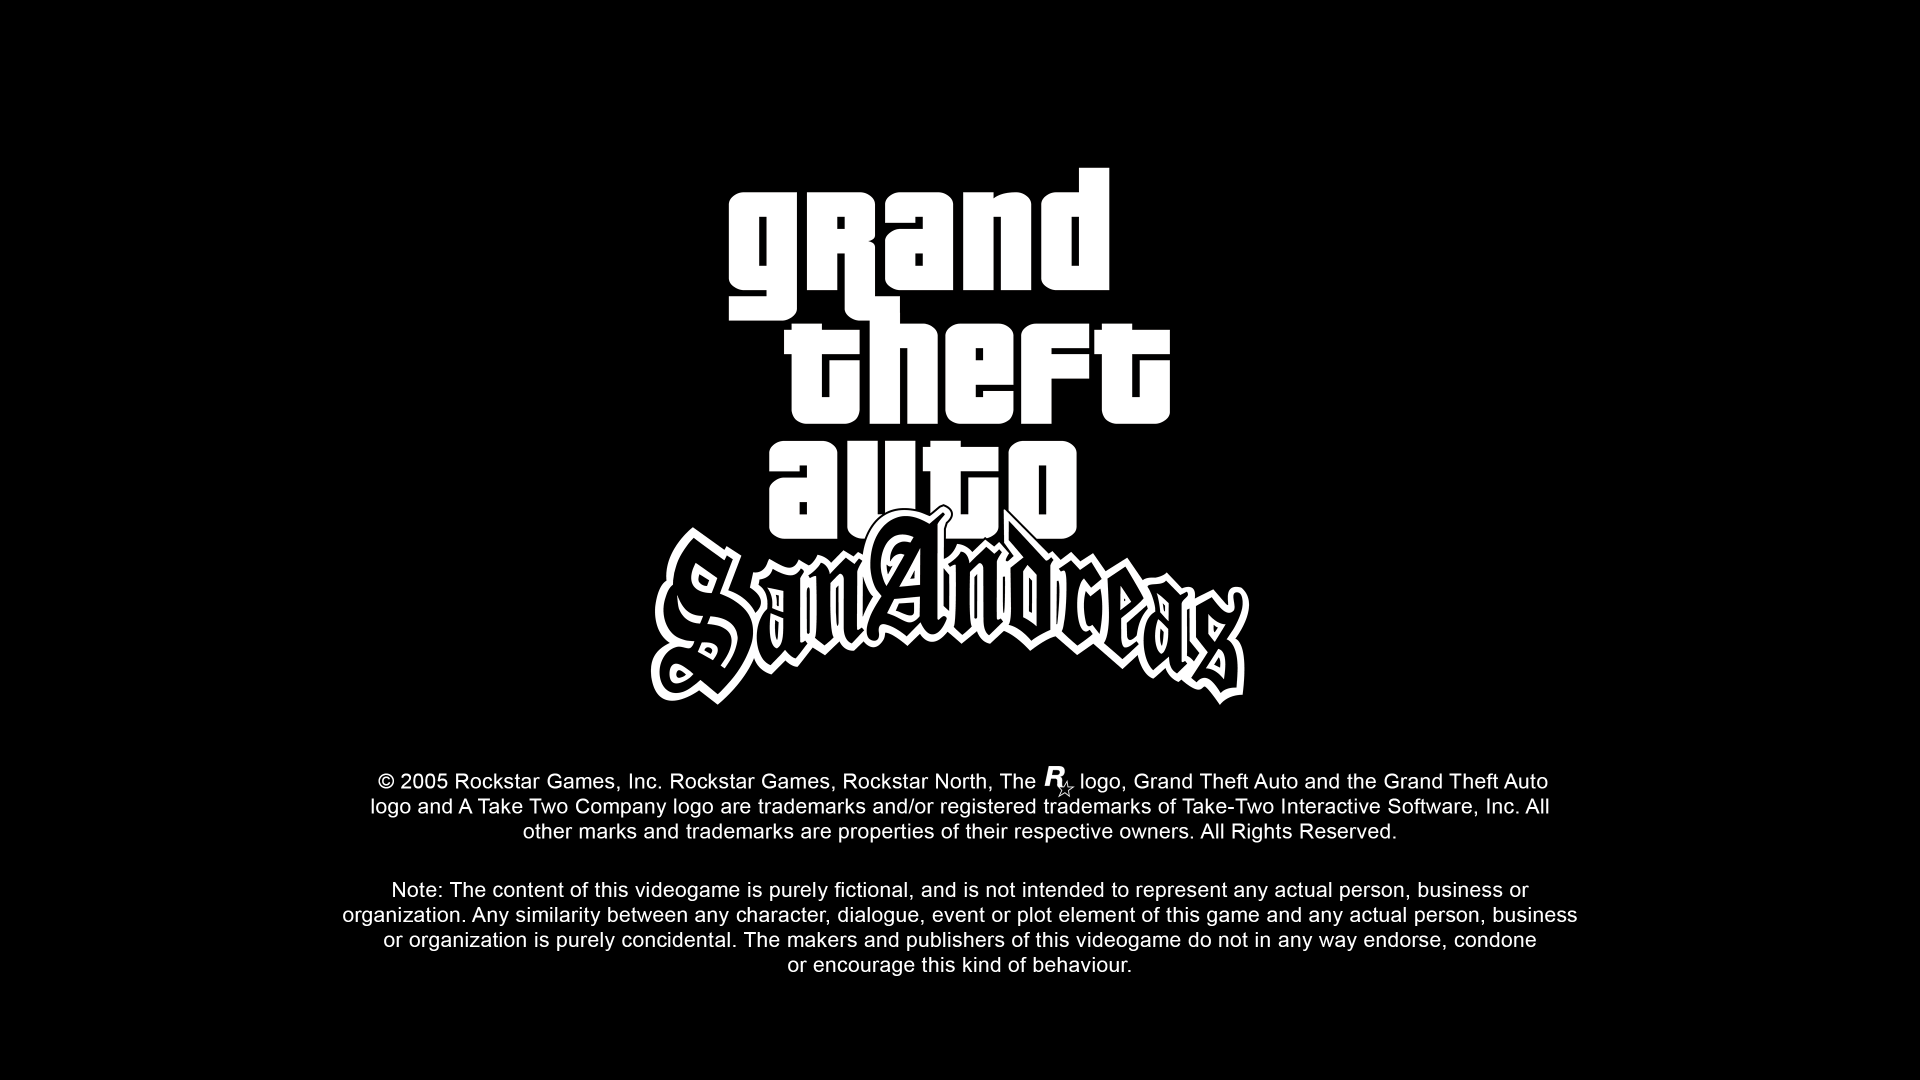 grand
theft
auto
San Andreas
© 2005 Rockstar Games, Inc. Rockstar Games, Rockstar North, The R☆ logo, Grand Theft Auto and the Grand Theft Auto
logo and A Take Two Company logo are trademarks and/or registered trademarks of Take-Two Interactive Software, Inc. All
other marks and trademarks are properties of their respective owners. All Rights Reserved.
Note: The content of this videogame is purely fictional, and is not intended to represent any actual person, business or
organization. Any similarity between any character, dialogue, event or plot element of this game and any actual person, business
or organization is purely concidental. The makers and publishers of this videogame do not in any way endorse, condone
or encourage this kind of behaviour.